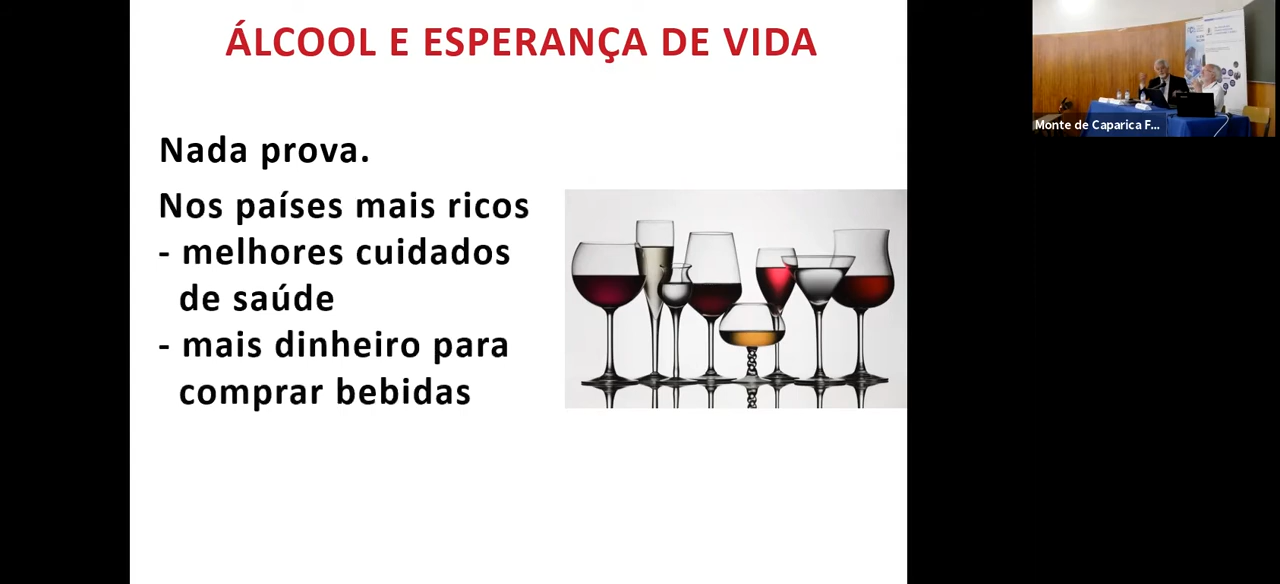 ÁLCOOL E ESPERANÇA DE VIDA
Nada prova.
Nos países mais ricos
- melhores cuidados
de saúde
- mais dinheiro para
comprar bebidas
Monte de Caparica F...